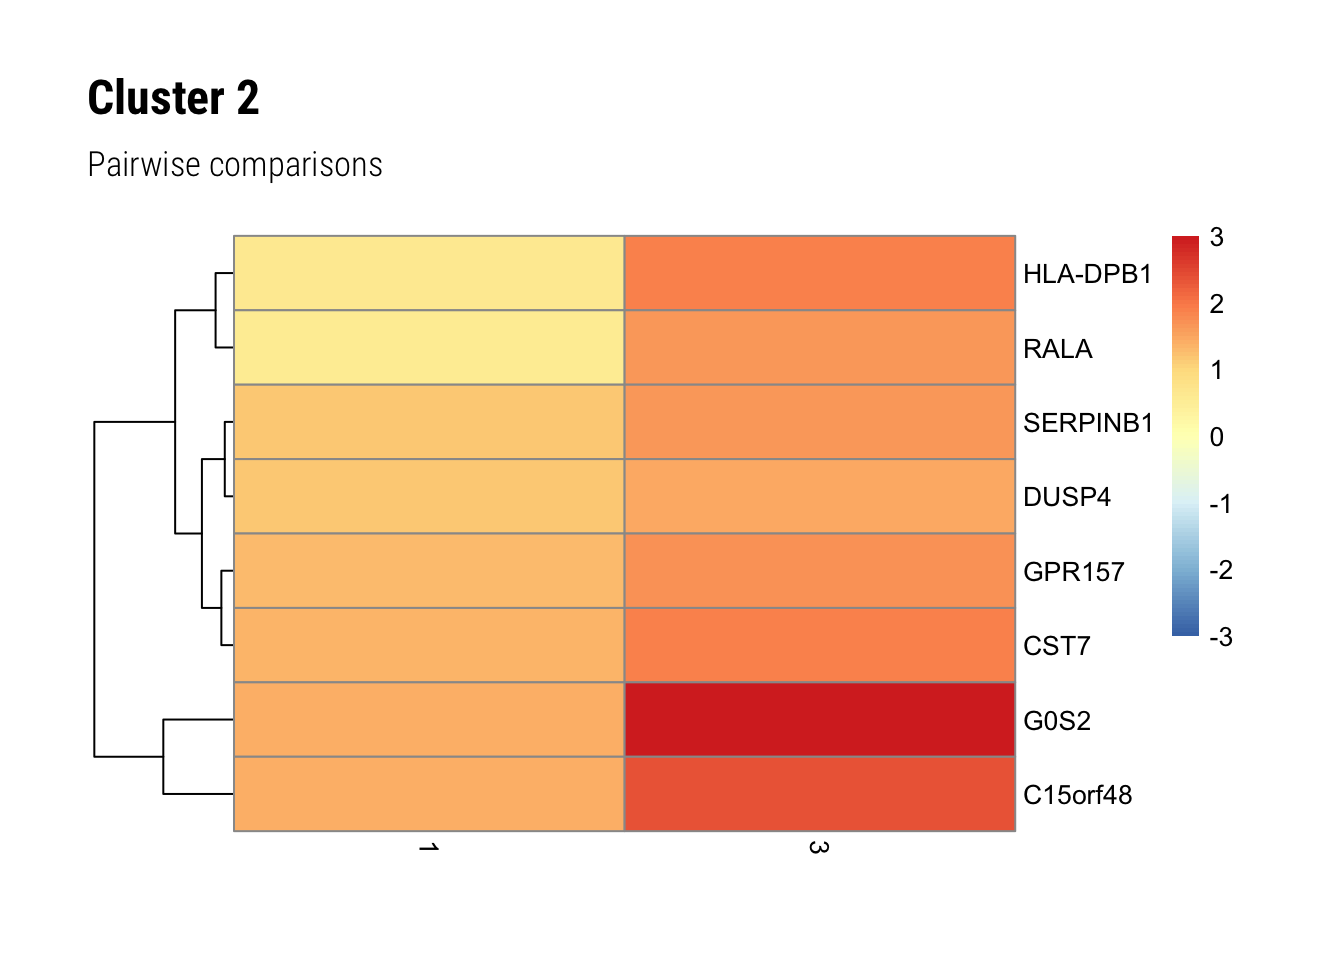 Cluster 2
Pairwise comparisons
HLA-DPB1
RALA
SERPINB1
DUSP4
GPR157
CST7
G0S2
C15orf48
1
3
3
2
1
0
-1
-2
-3